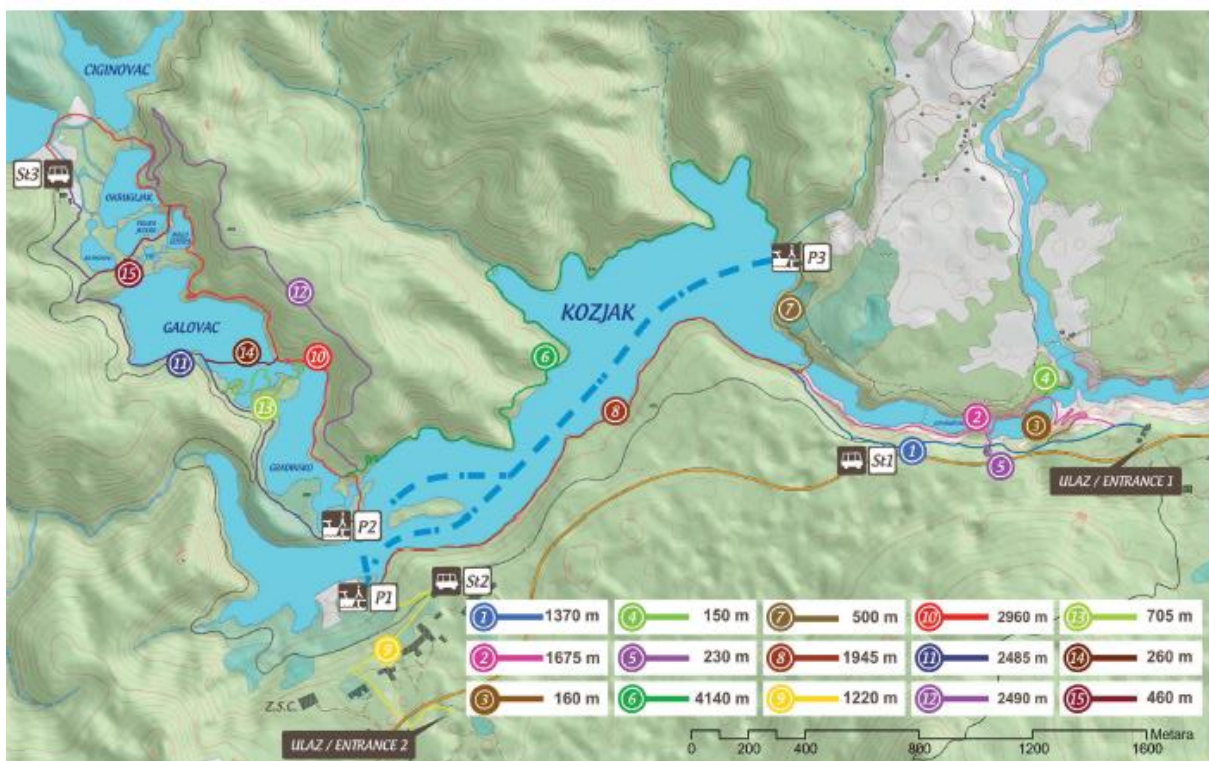 CIGINOVAC
St3
OKRUGLJAK
15
12
GALOVAC
11
14
10
13
GRADINSKO
KOZJAK
6
P3
7
8
4
2
3
1
5
St1
ULAZ / ENTRANCE 1
P2
P1
St2
9
Z.S.C.
ULAZ / ENTRANCE 2
1 1370 m
4 150 m
7 500 m
10 2960 m
13 705 m
2 1675 m
5 230 m
8 1945 m
11 2485 m
14 260 m
3 160 m
6 4140 m
9 1220 m
12 2490 m
15 460 m
Metara
0 200 400 800 1200 1600